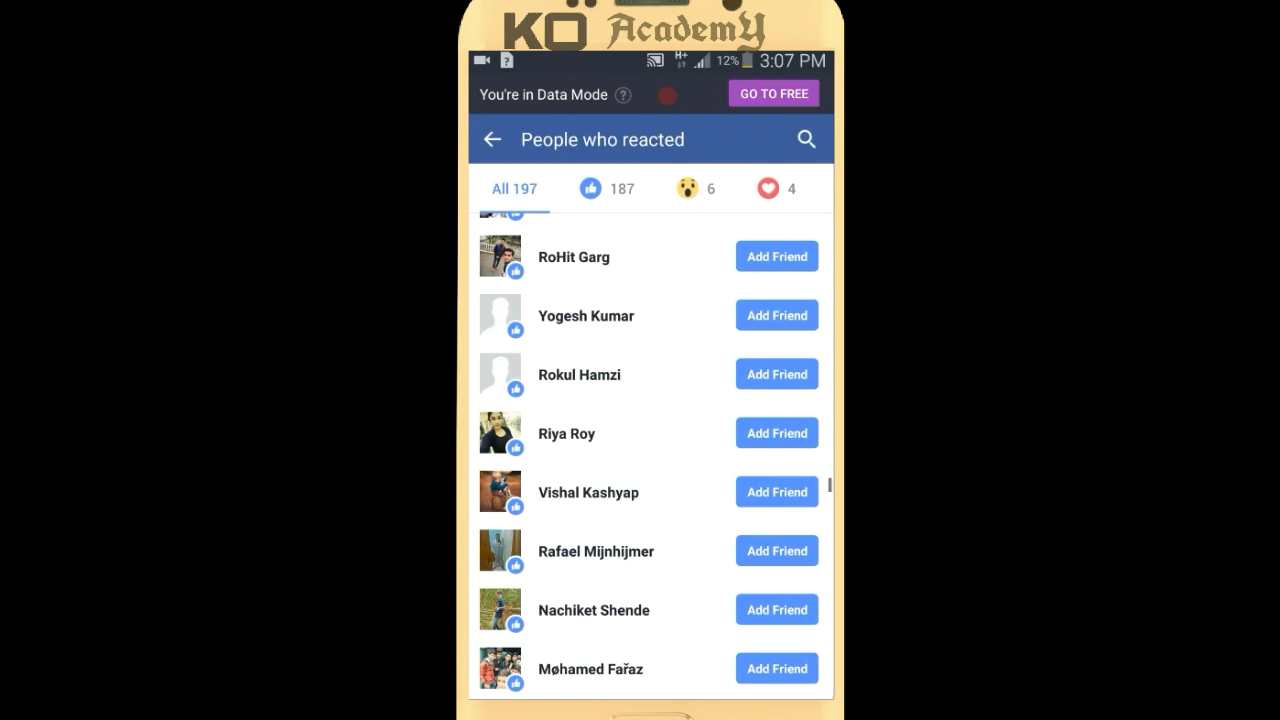 KO Academy
H+ 12% 3:07 PM
You're in Data Mode ? GO TO FREE
People who reacted
All 197 187 6 4
RoHit Garg Add Friend
Yogesh Kumar Add Friend
Rokul Hamzi Add Friend
Riya Roy Add Friend
Vishal Kashyap Add Friend
Rafael Mijnhijmer Add Friend
Nachiket Shende Add Friend
Møhamed Fařaz Add Friend